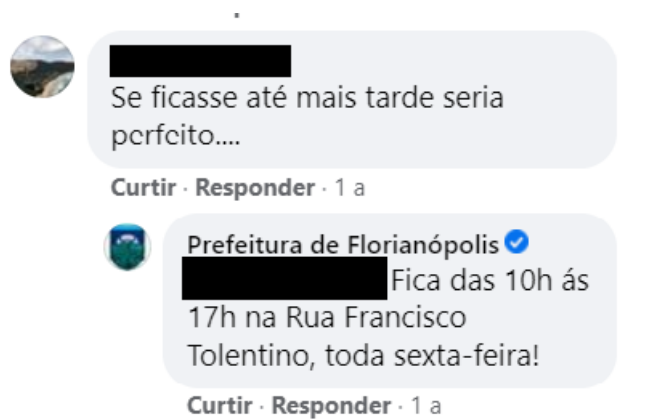 Se ficasse até mais tarde seria
perfeito....
Curtir · Responder · 1 a
Prefeitura de Florianópolis
Fica das 10h ás
17h na Rua Francisco
Tolentino, toda sexta-feira!
Curtir · Responder · 1 a